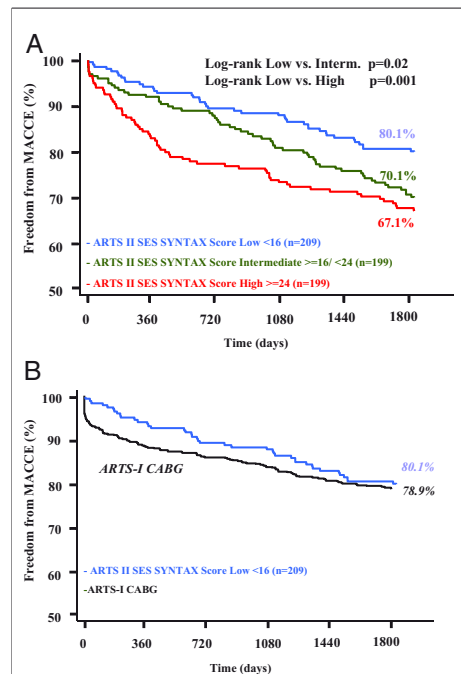 A
Log-rank Low vs. Interm. p=0.02
Log-rank Low vs. High p=0.001
Freedom from MACCE (%)
100
90
80
70
60
50
80.1%
70.1%
67.1%
- ARTS II SES SYNTAX Score Low <16 (n=209)
- ARTS II SES SYNTAX Score Intermediate >=16/ <24 (n=199)
- ARTS II SES SYNTAX Score High >=24 (n=199)
0 360 720 1080 1440 1800
Time (days)
B
Freedom from MACCE (%)
100
90
80
70
60
50
ARTS-I CABG
80.1%
78.9%
- ARTS II SES SYNTAX Score Low <16 (n=209)
-ARTS-I CABG
0 360 720 1080 1440 1800
Time (days)